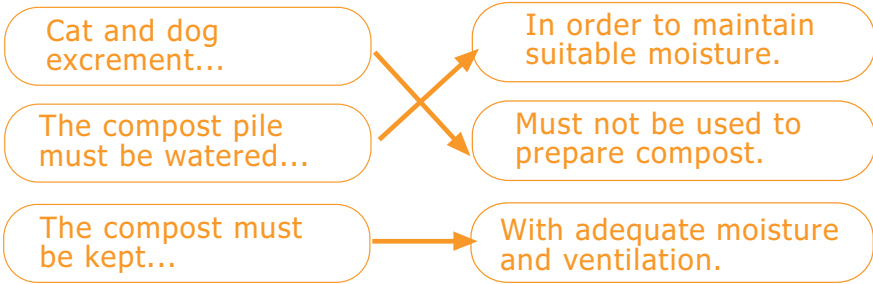 Cat and dog
excrement...
In order to maintain
suitable moisture.
The compost pile
must be watered...
Must not be used to
prepare compost.
The compost must
be kept...
With adequate moisture
and ventilation.